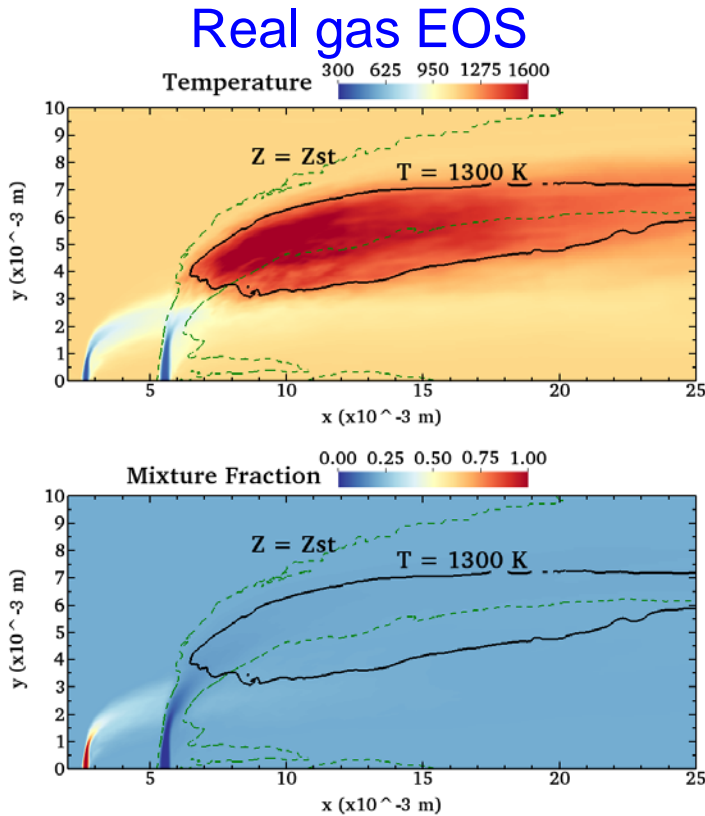 Real gas EOS
Temperature 300 625 950 1275 1600
10
9
8
7
6
5
4
3
2
1
0
y (x10^-3 m)
Z = Zst
T = 1300 K
5 10 15 20 25
x (x10^-3 m)
Mixture Fraction 0.00 0.25 0.50 0.75 1.00
10
9
8
7
6
5
4
3
2
1
0
y (x10^-3 m)
Z = Zst
T = 1300 K
5 10 15 20 25
x (x10^-3 m)